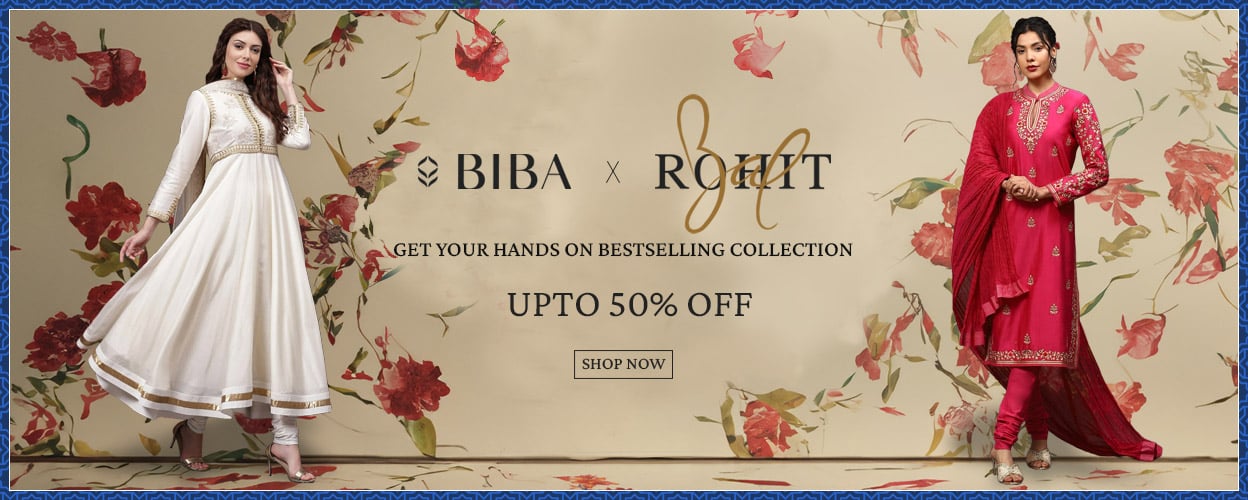 BIBA X ROHIT Bal
GET YOUR HANDS ON BESTSELLING COLLECTION
UPTO 50% OFF
SHOP NOW